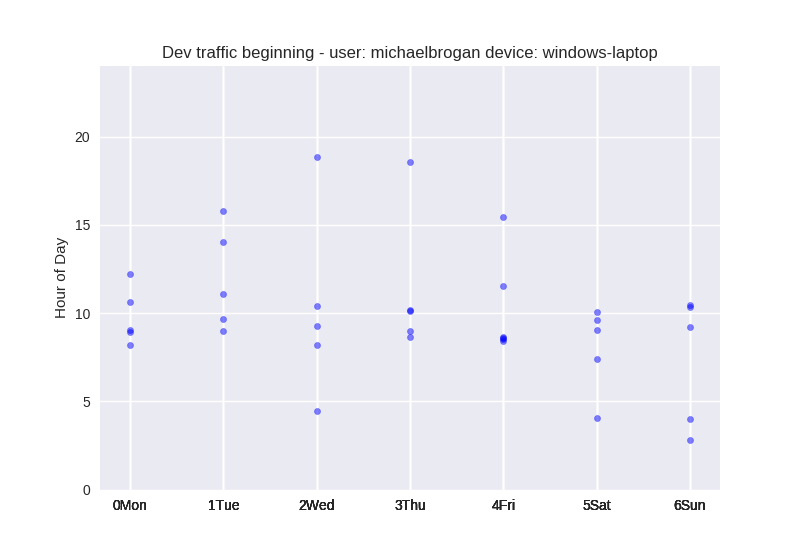 Dev traffic beginning - user: michaelbrogan device: windows-laptop
Hour of Day
20
15
10
5
0
0Mon 1Tue 2Wed 3Thu 4Fri 5Sat 6Sun